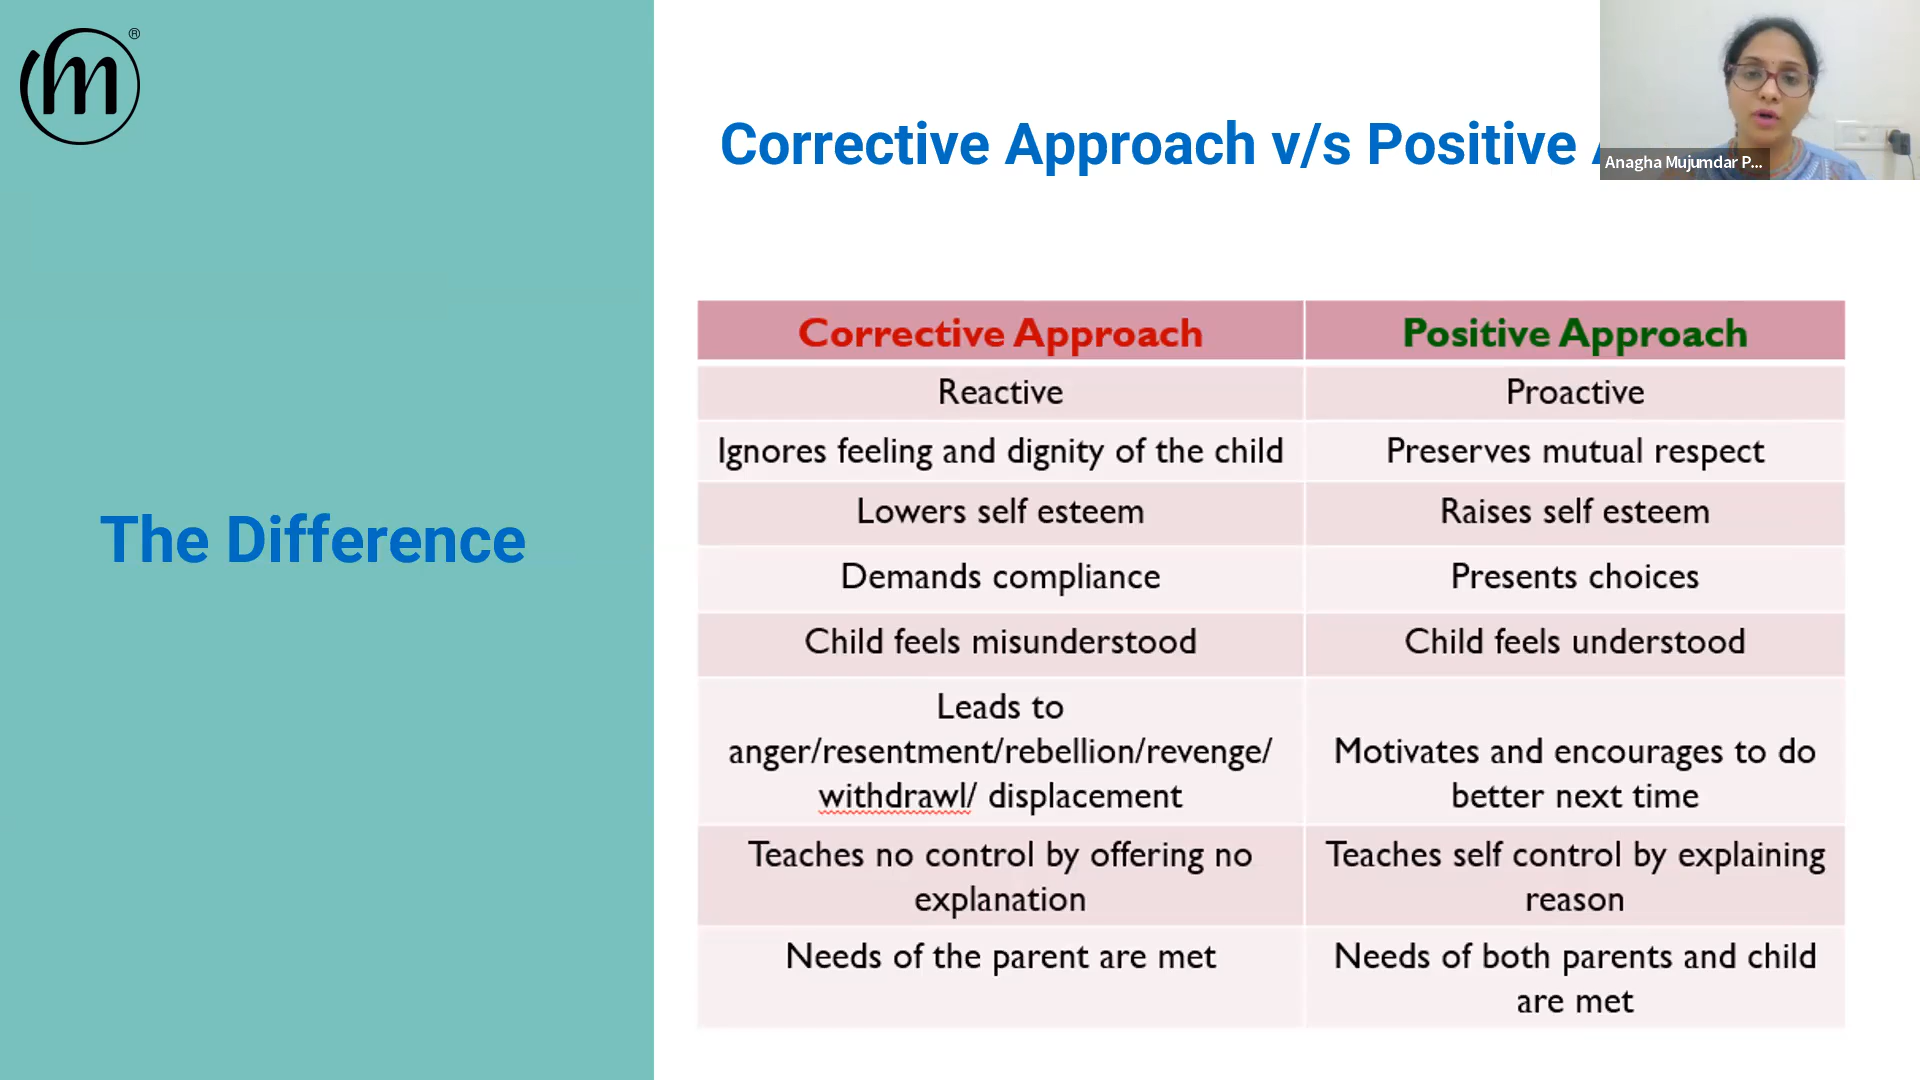 m ®
Corrective Approach v/s Positive
Anagha Mujumdar P...
The Difference
Corrective Approach
Positive Approach
Reactive
Proactive
Ignores feeling and dignity of the child
Preserves mutual respect
Lowers self esteem
Raises self esteem
Demands compliance
Presents choices
Child feels misunderstood
Child feels understood
Leads to
anger/resentment/rebellion/revenge/
withdrawl/ displacement
Motivates and encourages to do
better next time
Teaches no control by offering no
explanation
Teaches self control by explaining
reason
Needs of the parent are met
Needs of both parents and child
are met